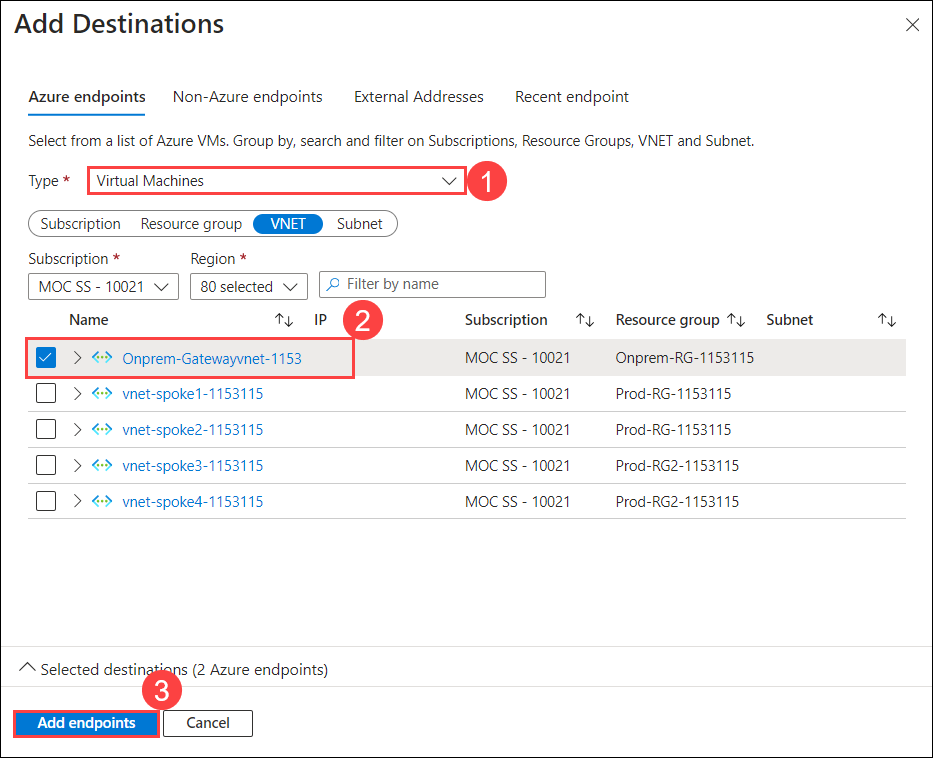 Add Destinations
Azure endpoints Non-Azure endpoints External Addresses Recent endpoint
Select from a list of Azure VMs. Group by, search and filter on Subscriptions, Resource Groups, VNET and Subnet.
Type * Virtual Machines 1
Subscription Resource group VNET Subnet
Subscription * Region *
MOC SS - 10021 80 selected Filter by name
Name IP 2 Subscription Resource group Subnet
Onprem-Gatewayvnet-1153 MOC SS - 10021 Onprem-RG-1153115
vnet-spoke1-1153115 MOC SS - 10021 Prod-RG-1153115
vnet-spoke2-1153115 MOC SS - 10021 Prod-RG-1153115
vnet-spoke3-1153115 MOC SS - 10021 Prod-RG2-1153115
vnet-spoke4-1153115 MOC SS - 10021 Prod-RG2-1153115
Selected destinations (2 Azure endpoints)
3
Add endpoints Cancel